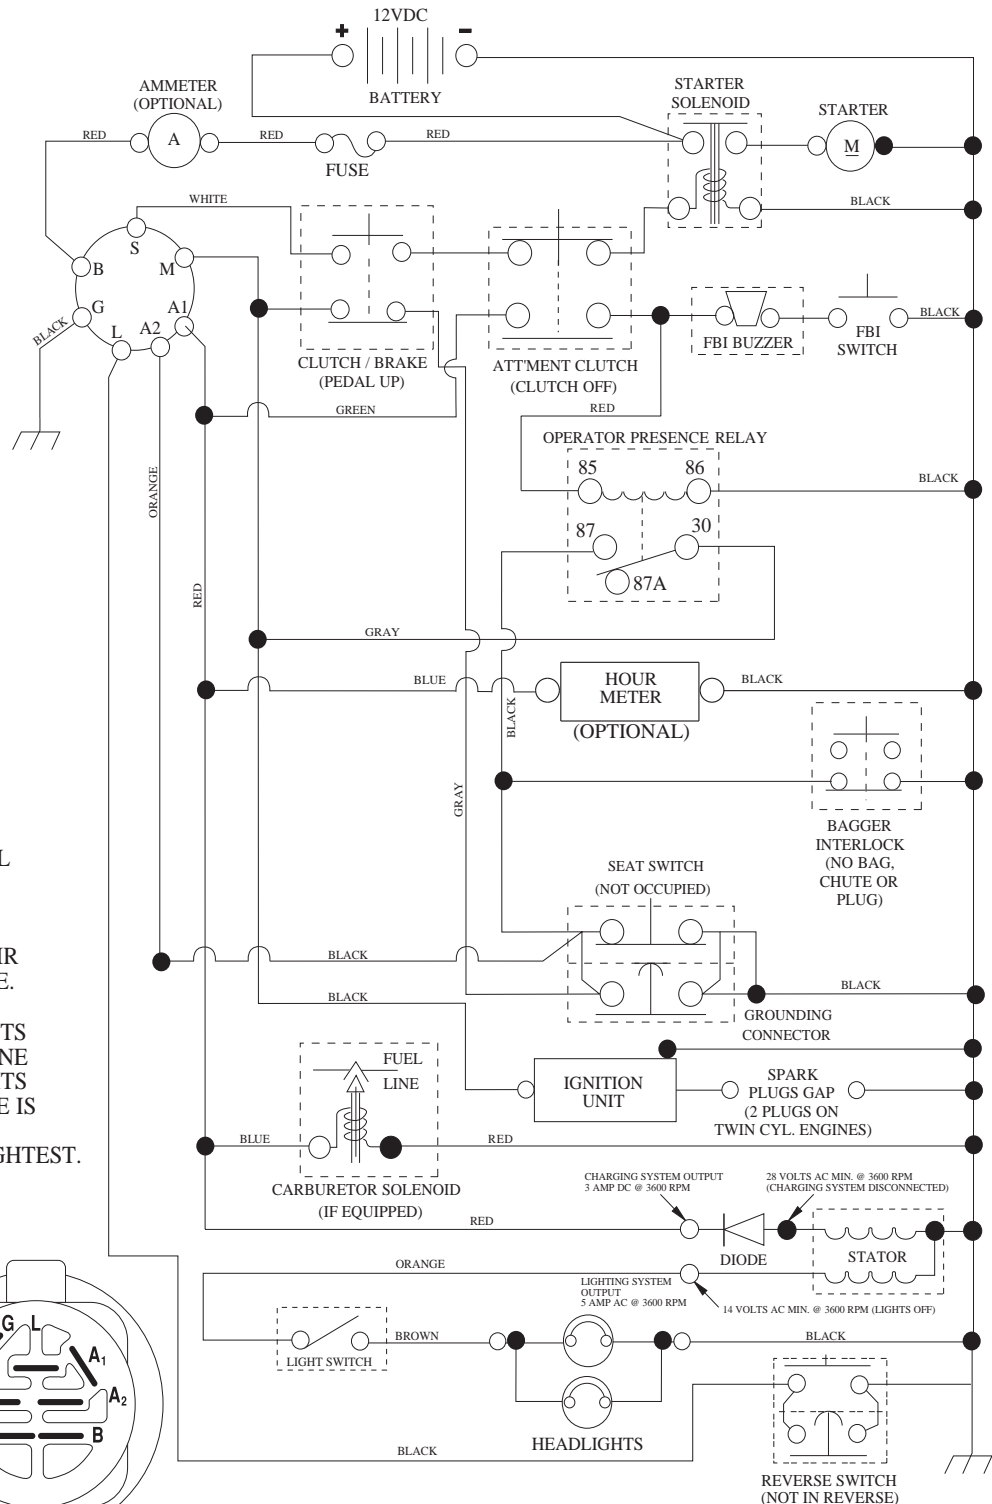 12VDC
+
-
BATTERY
AMMETER
(OPTIONAL)
RED
A
RED
FUSE
RED
STARTER
SOLENOID
STARTER
M
BLACK
WHITE
S
B
M
G
A1
L
A2
BLACK
CLUTCH / BRAKE
(PEDAL UP)
ATT'MENT CLUTCH
(CLUTCH OFF)
FBI BUZZER
FBI
SWITCH
BLACK
GREEN
RED
OPERATOR PRESENCE RELAY
85
86
BLACK
87
30
87A
ORANGE
RED
GRAY
BLUE
HOUR
METER
(OPTIONAL)
BLACK
BLACK
GRAY
BAGGER
INTERLOCK
(NO BAG,
CHUTE OR
PLUG)
SEAT SWITCH
(NOT OCCUPIED)
BLACK
BLACK
BLACK
GROUNDING
CONNECTOR
FUEL
LINE
IGNITION
UNIT
SPARK
PLUGS GAP
(2 PLUGS ON
TWIN CYL. ENGINES)
BLUE
RED
CARBURETOR SOLENOID
(IF EQUIPPED)
RED
CHARGING SYSTEM OUTPUT
3 AMP DC @ 3600 RPM
28 VOLTS AC MIN. @ 3600 RPM
(CHARGING SYSTEM DISCONNECTED)
DIODE
STATOR
ORANGE
LIGHTING SYSTEM
OUTPUT
5 AMP AC @ 3600 RPM
14 VOLTS AC MIN. @ 3600 RPM (LIGHTS OFF)
LIGHT SWITCH
BROWN
BLACK
HEADLIGHTS
BLACK
REVERSE SWITCH
(NOT IN REVERSE)
IS
G
L
A1
A2
B